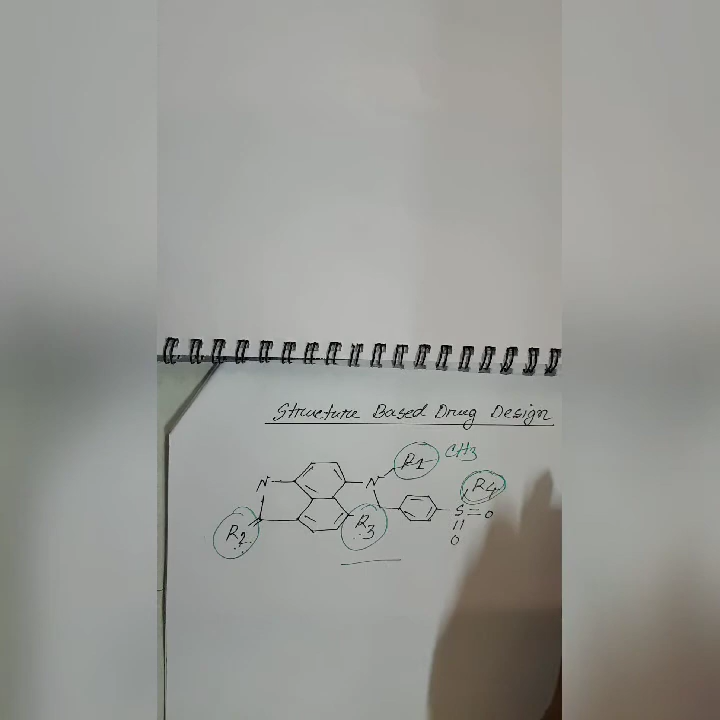 Structure Based Drug Design
R1 CH3
N N R4
R2 R3 S=O
O